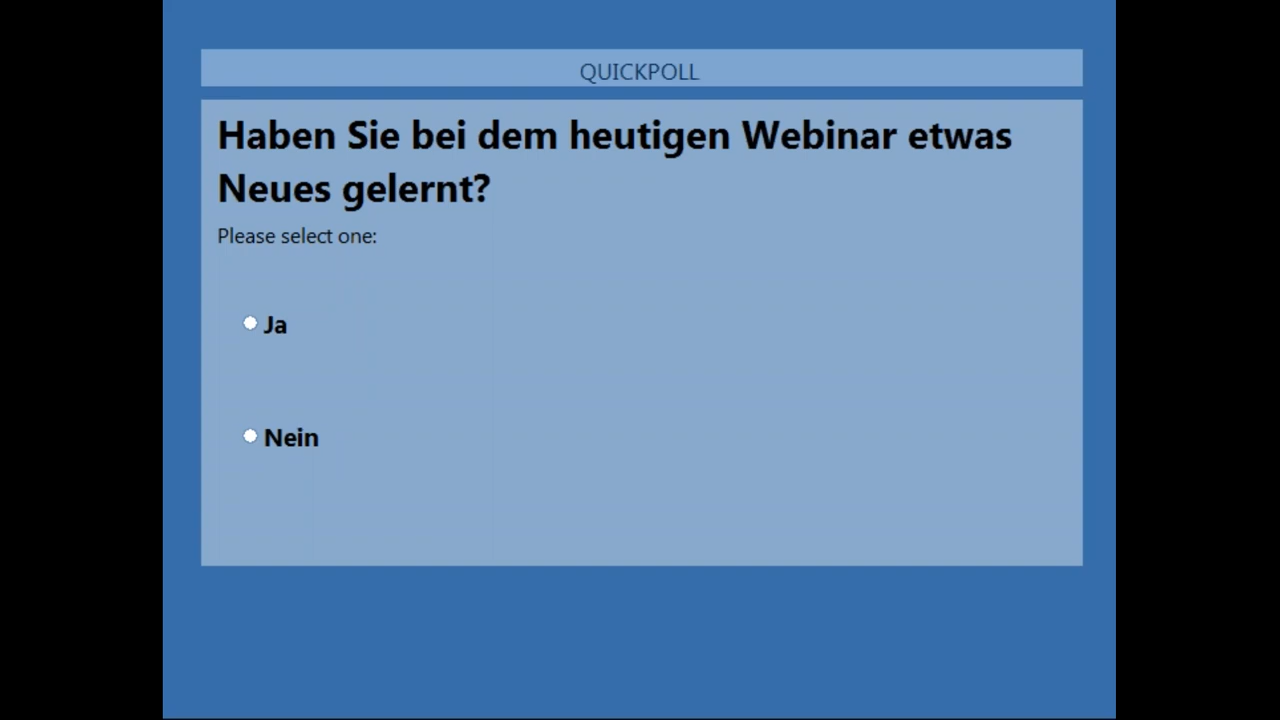 QUICKPOLL
Haben Sie bei dem heutigen Webinar etwas
Neues gelernt?
Please select one:
Ja
Nein